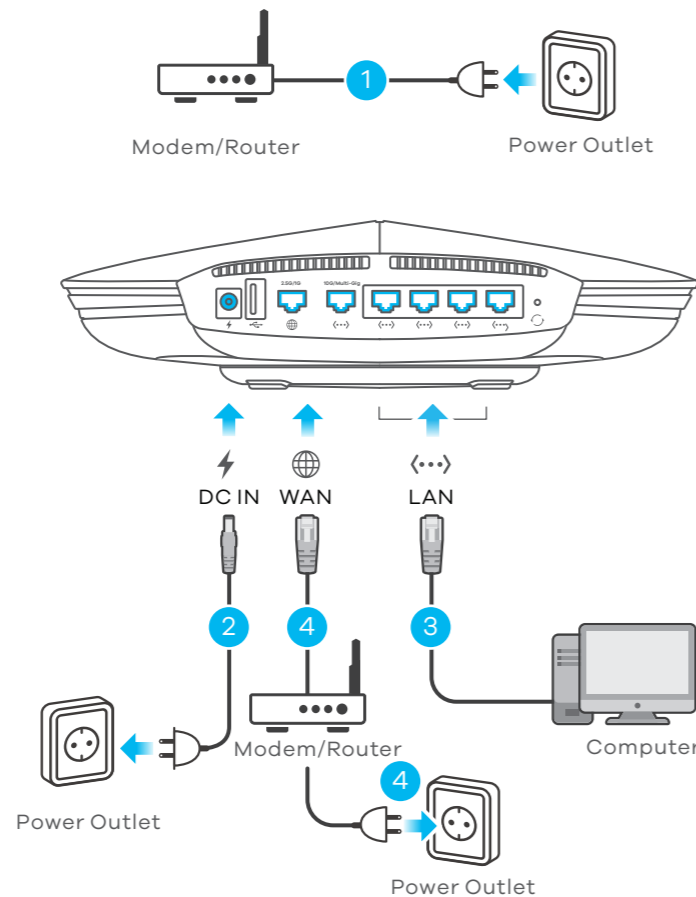 1
Modem/Router
Power Outlet
2.5G/1G
10G/Multi-Gig
DC IN
WAN
LAN
2
4
3
Modem/Router
Computer
4
Power Outlet
Power Outlet